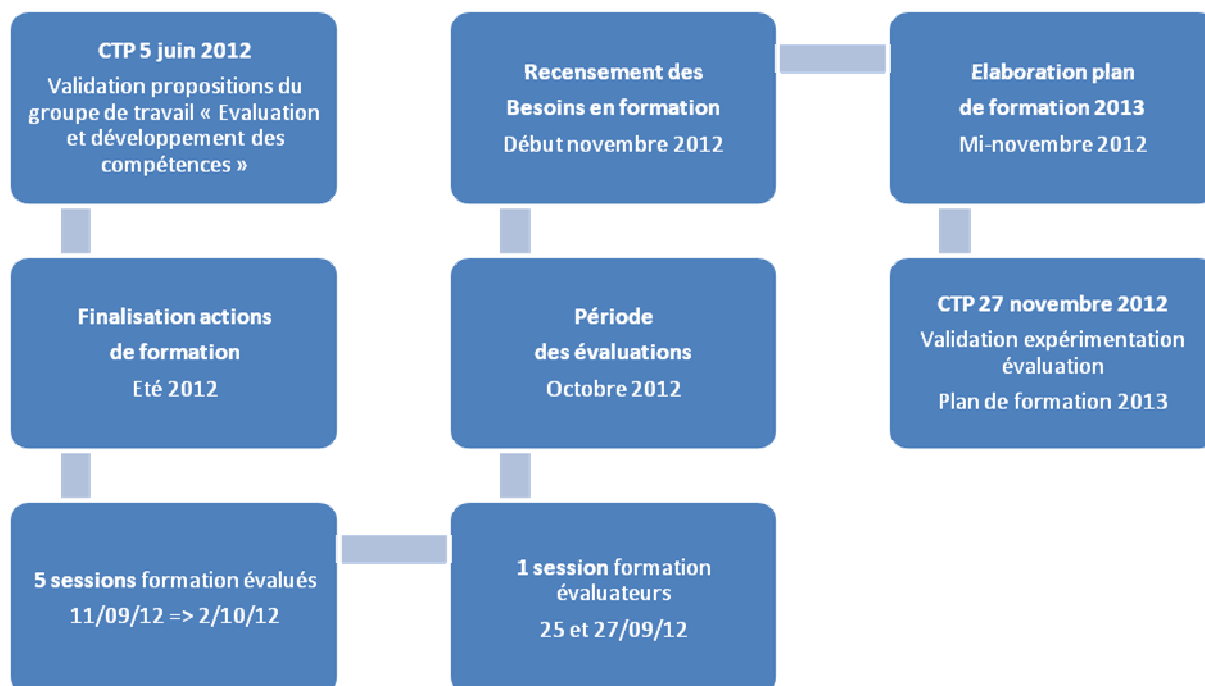 CTP 5 juin 2012
Validation propositions du
groupe de travail « Evaluation
et développement des
compétences »
Finalisation actions
de formation
Eté 2012
5 sessions formation évalués
11/09/12 => 2/10/12
1 session formation
évaluateurs
25 et 27/09/12
Période
des évaluations
Octobre 2012
Recensement des
Besoins en formation
Début novembre 2012
Elaboration plan
de formation 2013
Mi-novembre 2012
CTP 27 novembre 2012
Validation expérimentation
évaluation
Plan de formation 2013